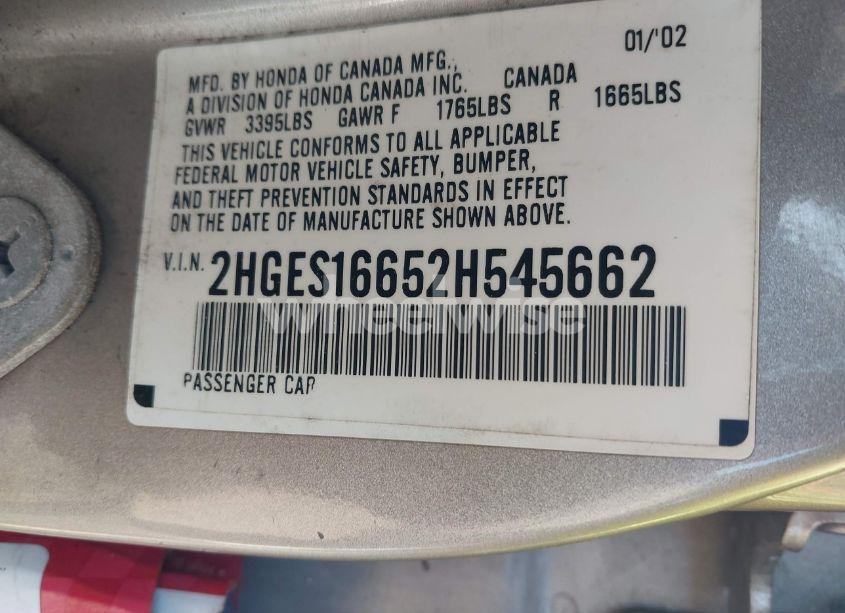 01/'02
MFD. BY HONDA OF CANADA MFG.,
A DIVISION OF HONDA CANADA INC. CANADA
GVWR 3395LBS GAWR F 1765LBS R 1665LBS
THIS VEHICLE CONFORMS TO ALL APPLICABLE
FEDERAL MOTOR VEHICLE SAFETY, BUMPER,
AND THEFT PREVENTION STANDARDS IN EFFECT
ON THE DATE OF MANUFACTURE SHOWN ABOVE.
V.I.N. 2HGES16652H545662
wheelwise
PASSENGER CAR